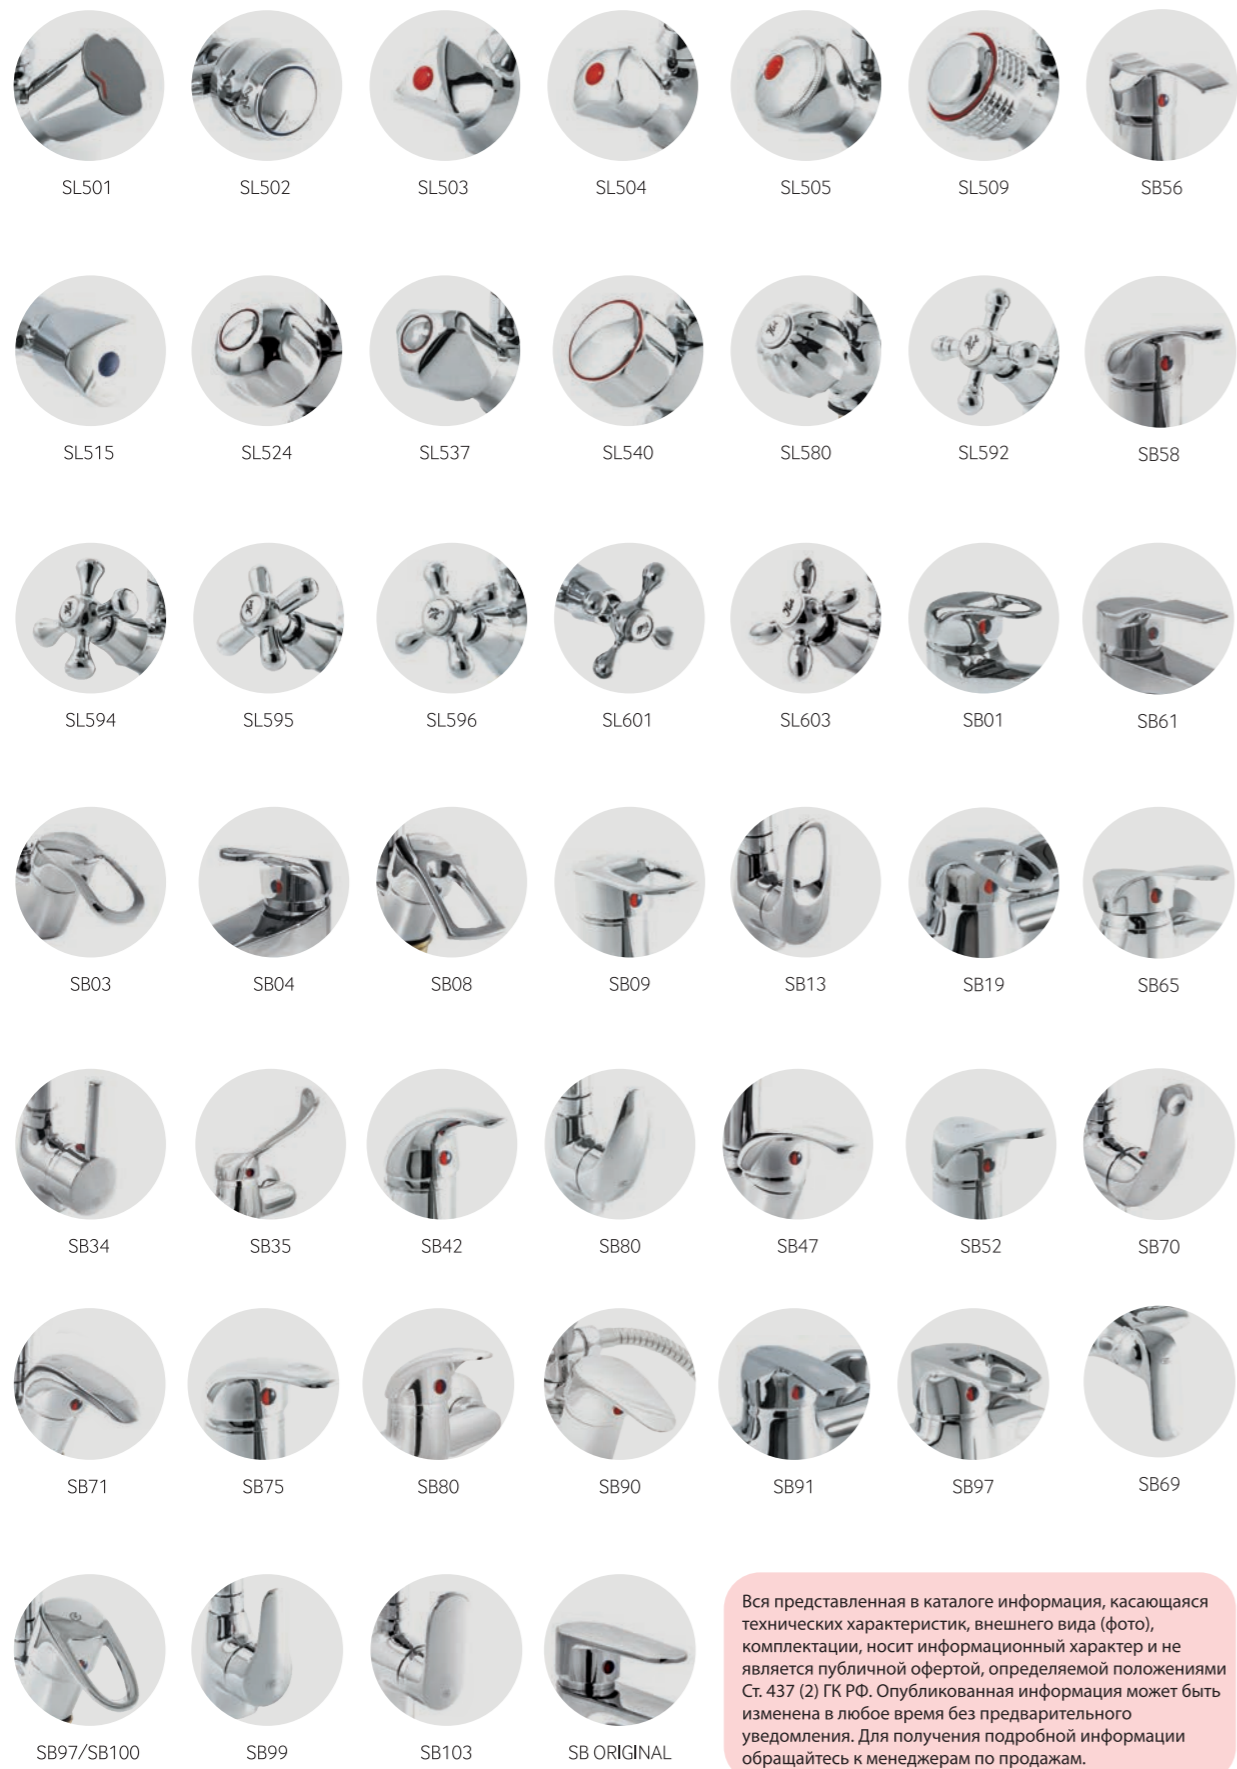 SL501 SL502 SL503 SL504 SL505 SL509 SB56
SL515 SL524 SL537 SL540 SL580 SL592 SB58
SL594 SL595 SL596 SL601 SL603 SB01 SB61
SB03 SB04 SB08 SB09 SB13 SB19 SB65
SB34 SB35 SB42 SB80 SB47 SB52 SB70
SB71 SB75 SB80 SB90 SB91 SB97 SB69
SB97/SB100 SB99 SB103 SB ORIGINAL
Вся представленная в каталоге информация, касающаяся
технических характеристик, внешнего вида (фото),
комплектации, носит информационный характер и не
является публичной офертой, определяемой положениями
Ст. 437 (2) ГК РФ. Опубликованная информация может быть
изменена в любое время без предварительного
уведомления. Для получения подробной информации
обращайтесь к менеджерам по продажам.